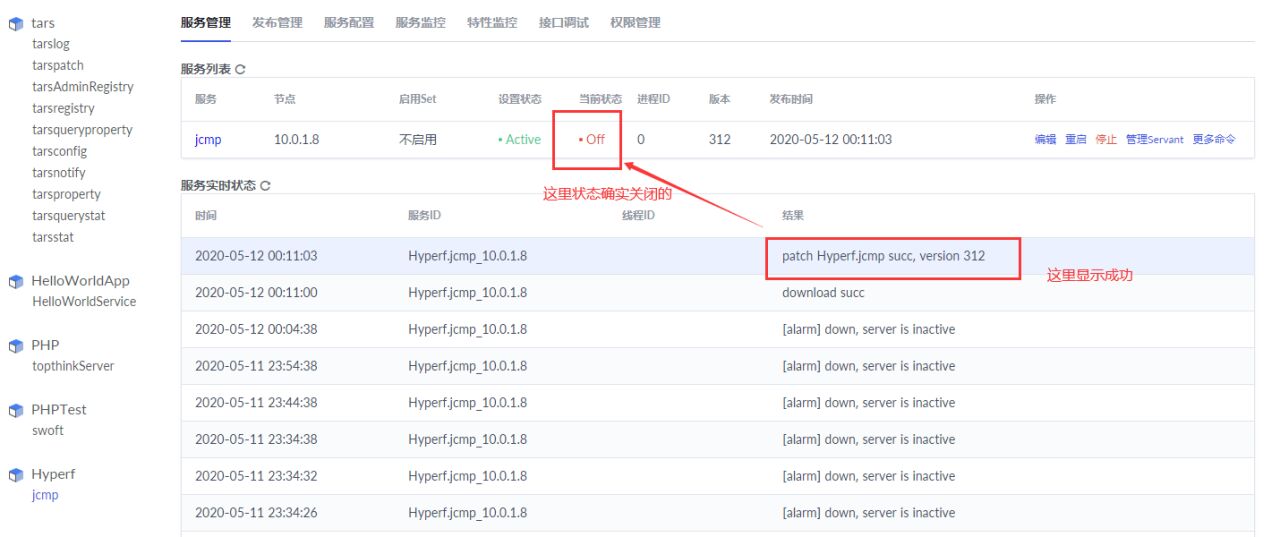 tars
tarslog
tarspatch
tarsAdminRegistry
tarsregistry
tarsqueryproperty
tarsconfig
tarsnotify
tarsproperty
tarsquerystat
tarsstat
HelloWorldApp
HelloWorldService
PHP
topthinkServer
PHPTest
swoft
Hyperf
jcmp
服务管理 发布管理 服务配置 服务监控 特性监控 接口调试 权限管理
服务列表
服务 节点 启用Set 设置状态 当前状态 进程ID 版本 发布时间 操作
jcmp 10.0.1.8 不启用 Active Off 0 312 2020-05-12 00:11:03 编辑 重启 停止 管理Servant 更多命令
服务实时状态
这里状态确实关闭的
时间 服务ID 线程ID 结果
2020-05-12 00:11:03 Hyperf.jcmp_10.0.1.8 patch Hyperf.jcmp succ, version 312
这里显示成功
2020-05-12 00:11:00 Hyperf.jcmp_10.0.1.8 download succ
2020-05-12 00:04:38 Hyperf.jcmp_10.0.1.8 [alarm] down, server is inactive
2020-05-11 23:54:38 Hyperf.jcmp_10.0.1.8 [alarm] down, server is inactive
2020-05-11 23:44:38 Hyperf.jcmp_10.0.1.8 [alarm] down, server is inactive
2020-05-11 23:34:38 Hyperf.jcmp_10.0.1.8 [alarm] down, server is inactive
2020-05-11 23:34:32 Hyperf.jcmp_10.0.1.8 [alarm] down, server is inactive
2020-05-11 23:34:26 Hyperf.jcmp_10.0.1.8 [alarm] down, server is inactive